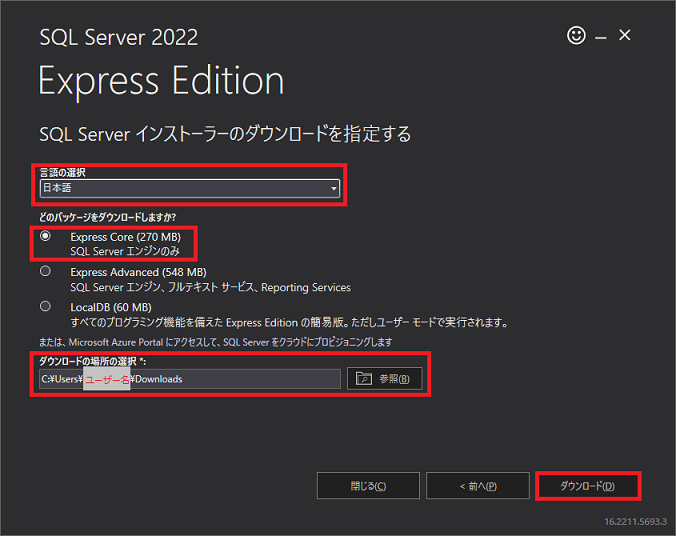 SQL Server 2022
Express Edition
SQL Server インストーラーのダウンロードを指定する
言語の選択
日本語
どのパッケージをダウンロードしますか?
Express Core (270 MB)
SQL Server エンジンのみ
Express Advanced (548 MB)
SQL Server エンジン、フルテキスト サービス、Reporting Services
LocalDB (60 MB)
すべてのプログラミング機能を備えた Express Edition の簡易版。ただしユーザー モードで実行されます。
または、Microsoft Azure Portal にアクセスして、SQL Server をクラウドにプロビジョニングします
ダウンロードの場所の選択 *:
C:¥Users¥ユーザー名¥Downloads
参照(B)
閉じる(C)
< 前へ(P)
ダウンロード(D)
16.2211.5693.3